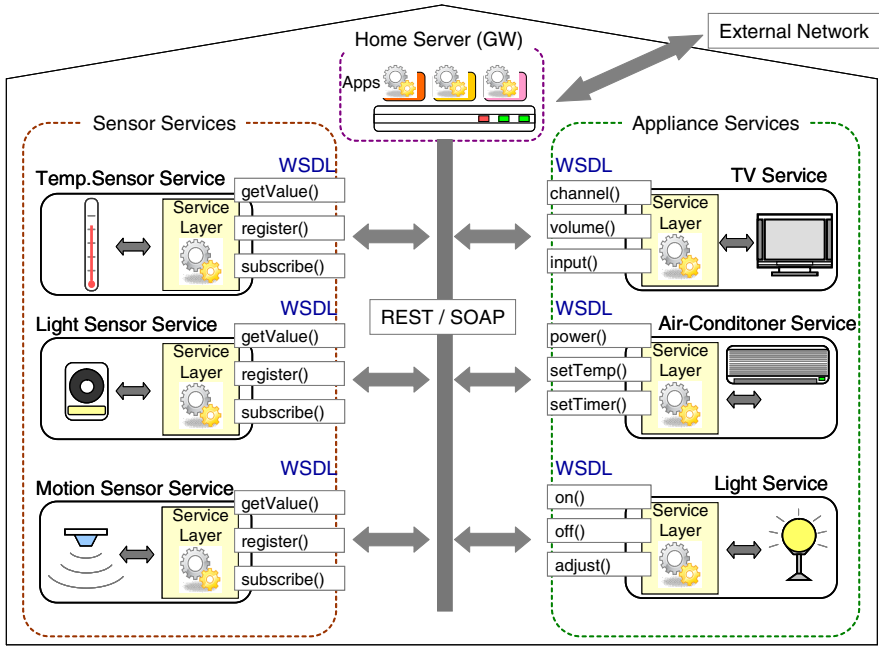 External Network
Home Server (GW)
Apps
Sensor Services
Appliance Services
WSDL
Temp.Sensor Service
getValue()
Service
Layer
register()
subscribe()
WSDL
Light Sensor Service
getValue()
Service
Layer
register()
subscribe()
WSDL
Motion Sensor Service
getValue()
Service
Layer
register()
subscribe()
REST / SOAP
WSDL
TV Service
channel()
Service
Layer
volume()
input()
WSDL
Air-Conditoner Service
power()
Service
Layer
setTemp()
setTimer()
WSDL
Light Service
on()
Service
Layer
off()
adjust()